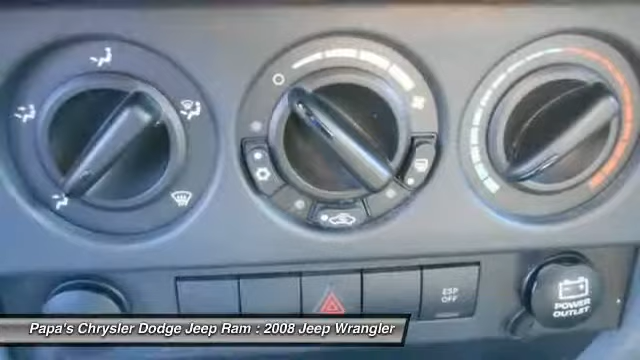 ESP
OFF
POWER
OUTLET
Papa's Chrysler Dodge Jeep Ram : 2008 Jeep Wrangler